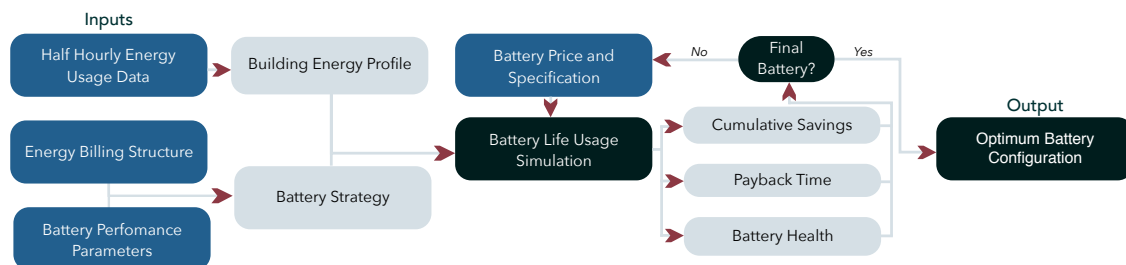 Inputs
Half Hourly Energy
Usage Data
Building Energy Profile
Energy Billing Structure
Battery Strategy
Battery Perfomance
Parameters
Battery Price and
Specification
No
Final
Battery?
Yes
Battery Life Usage
Simulation
Cumulative Savings
Payback Time
Battery Health
Output
Optimum Battery
Configuration